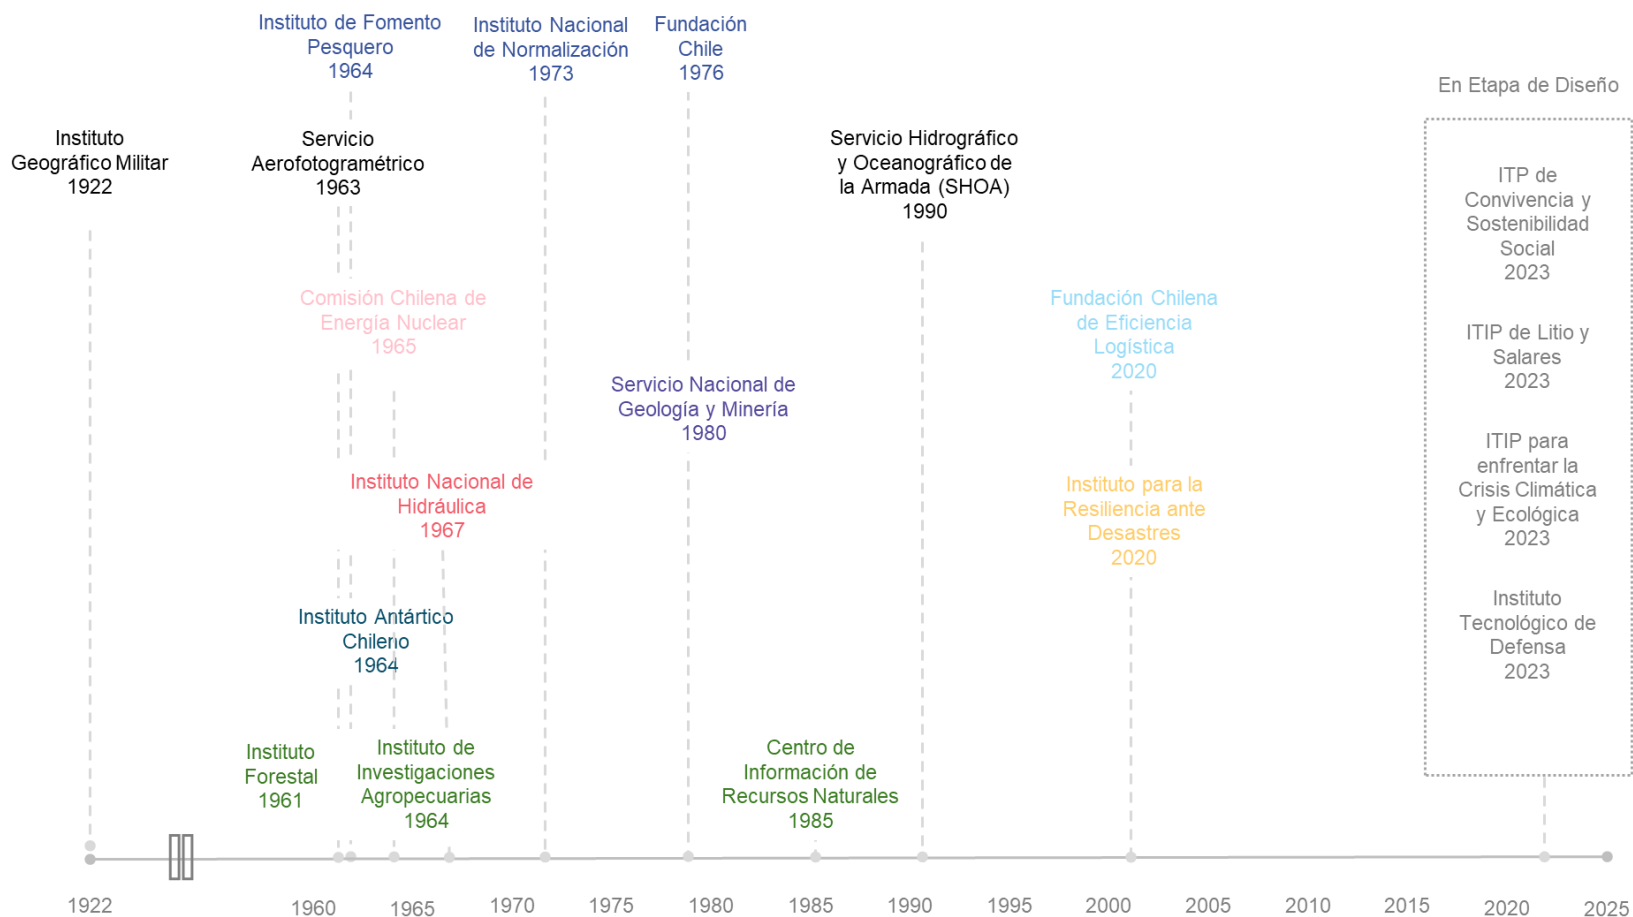 Instituto de Fomento
Pesquero
1964
Instituto Nacional
de Normalización
1973
Fundación
Chile
1976
En Etapa de Diseño
Instituto
Geográfico Militar
1922
Servicio
Aerofotogramétrico
1963
Servicio Hidrográfico
y Oceanográfico de
la Armada (SHOA)
1990
ITP de
Convivencia y
Sostenibilidad
Social
2023
Comisión Chilena de
Energía Nuclear
1965
Fundación Chilena
de Eficiencia
Logística
2020
ITIP de Litio y
Salares
2023
Servicio Nacional de
Geología y Minería
1980
ITIP para
enfrentar la
Crisis Climática
y Ecológica
2023
Instituto Nacional de
Hidráulica
1967
Instituto para la
Resiliencia ante
Desastres
2020
Instituto
Tecnológico de
Defensa
2023
Instituto Antártico
Chileno
1964
Instituto
Forestal
1961
Instituto de
Investigaciones
Agropecuarias
1964
Centro de
Información de
Recursos Naturales
1985
1922 1960 1965 1970 1975 1980 1985 1990 1995 2000 2005 2010 2015 2020 2025